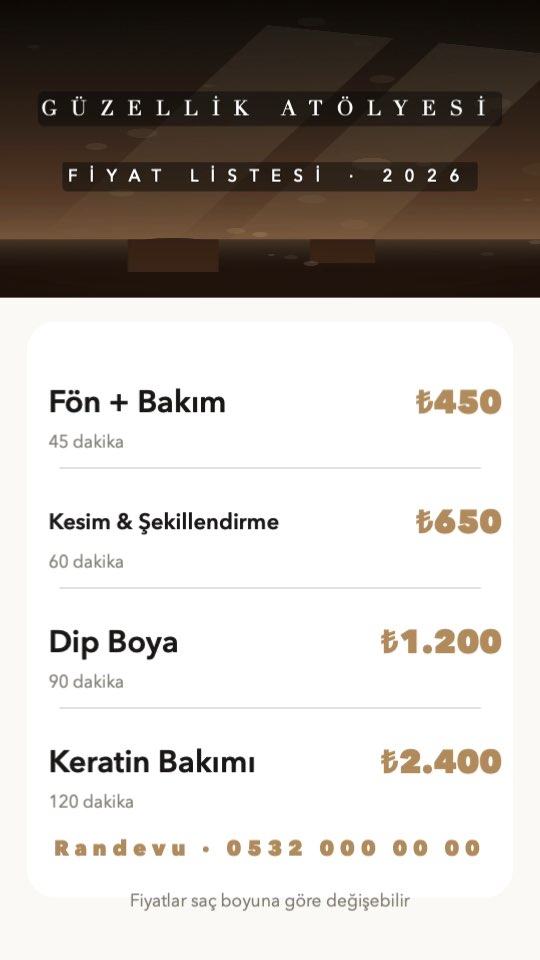 GÜZELLİK ATÖLYESİ
FİYAT LİSTESİ · 2026
Fön + Bakım ₺450
45 dakika
Kesim & Şekillendirme ₺650
60 dakika
Dip Boya ₺1.200
90 dakika
Keratin Bakımı ₺2.400
120 dakika
Randevu · 0532 000 00 00
Fiyatlar saç boyuna göre değişebilir